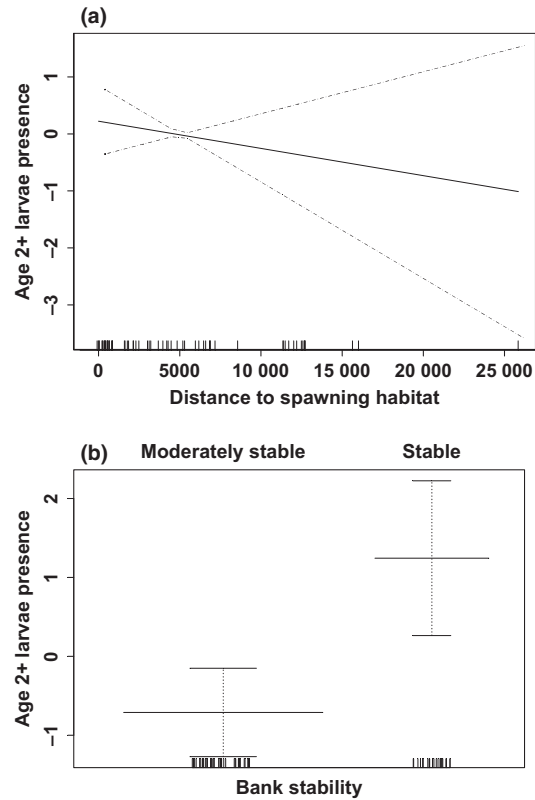 (a)
Age 2+ larvae presence
1
0
−1
−2
−3
0 5000 10 000 15 000 20 000 25 000
Distance to spawning habitat
(b)
Moderately stable Stable
Age 2+ larvae presence
2
1
0
−1
Bank stability